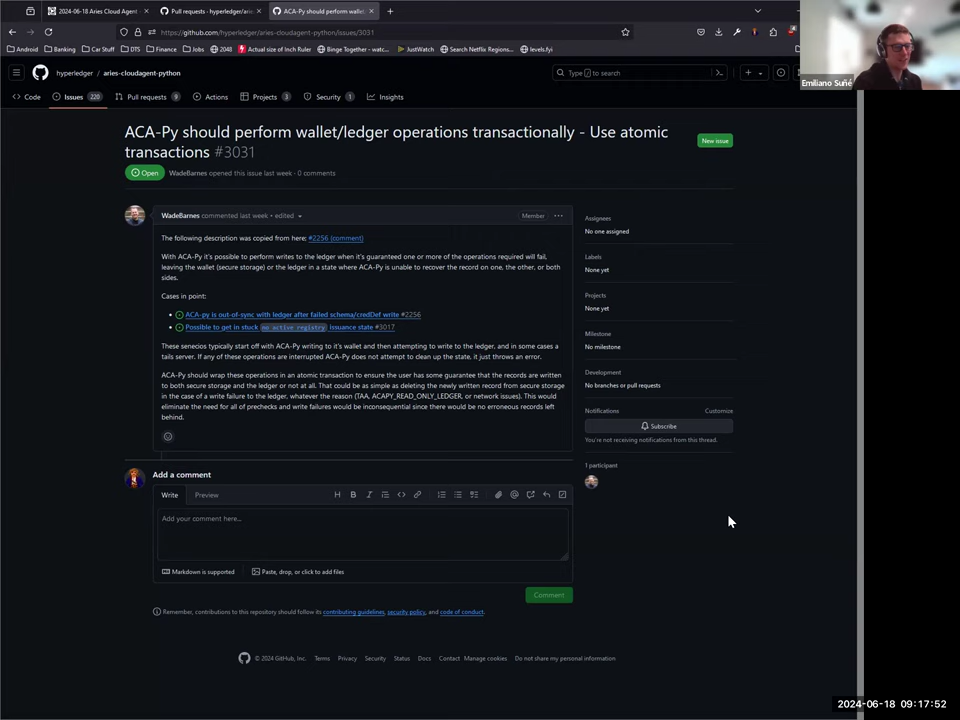 2024-06-18 Aries Cloud Agent
Pull requests · hyperledger/aries
ACA-Py should perform walle
https://github.com/hyperledger/aries-cloudagent-python/issues/3031
Android
Banking
Car Stuff
DTS
Finance
Jobs
2048
Actual size of Inch Ruler
Binge Together - watc...
JustWatch
Search Netflix Regions...
levels.fyi
Emiliano Suñé
hyperledger / aries-cloudagent-python
Type / to search
Code
Issues 220
Pull requests 9
Actions
Projects 3
Security 1
Insights
ACA-Py should perform wallet/ledger operations transactionally - Use atomic
transactions #3031
New issue
Open
WadeBarnes opened this issue last week · 0 comments
WadeBarnes commented last week • edited
Member
The following description was copied from here: #2256 (comment)
With ACA-Py it's possible to perform writes to the ledger when it's guaranteed one or more of the operations required will fail,
leaving the wallet (secure storage) or the ledger in a state where ACA-Py is unable to recover the record on one, the other, or both
sides.
Cases in point:
• ACA-py is out-of-sync with ledger after failed schema/credDef write #2256
• Possible to get in stuck no active registry issuance state #3017
These senecios typically start off with ACA-Py writing to it's wallet and then attempting to write to the ledger, and in some cases a
tails server. If any of these operations are interrupted ACA-Py does not attempt to clean up the state, it just throws an error.
ACA-Py should wrap these operations in an atomic transaction to ensure the user has some guarantee that the records are written
to both secure storage and the ledger or not at all. That could be as simple as deleting the newly written record from secure storage
in the case of a write failure to the ledger, whatever the reason (TAA, ACAPY_READ_ONLY_LEDGER, or network issues). This would
eliminate the need for all of prechecks and write failures would be inconsequential since there would be no erroneous records left
behind.
Assignees
No one assigned
Labels
None yet
Projects
None yet
Milestone
No milestone
Development
No branches or pull requests
Notifications
Customize
Subscribe
You're not receiving notifications from this thread.
1 participant
Add a comment
Write
Preview
Add your comment here...
Markdown is supported
Paste, drop, or click to add files
Comment
Remember, contributions to this repository should follow its contributing guidelines, security policy, and code of conduct.
© 2024 GitHub, Inc.
Terms
Privacy
Security
Status
Docs
Contact
Manage cookies
Do not share my personal information
2024-06-18 09:17:52